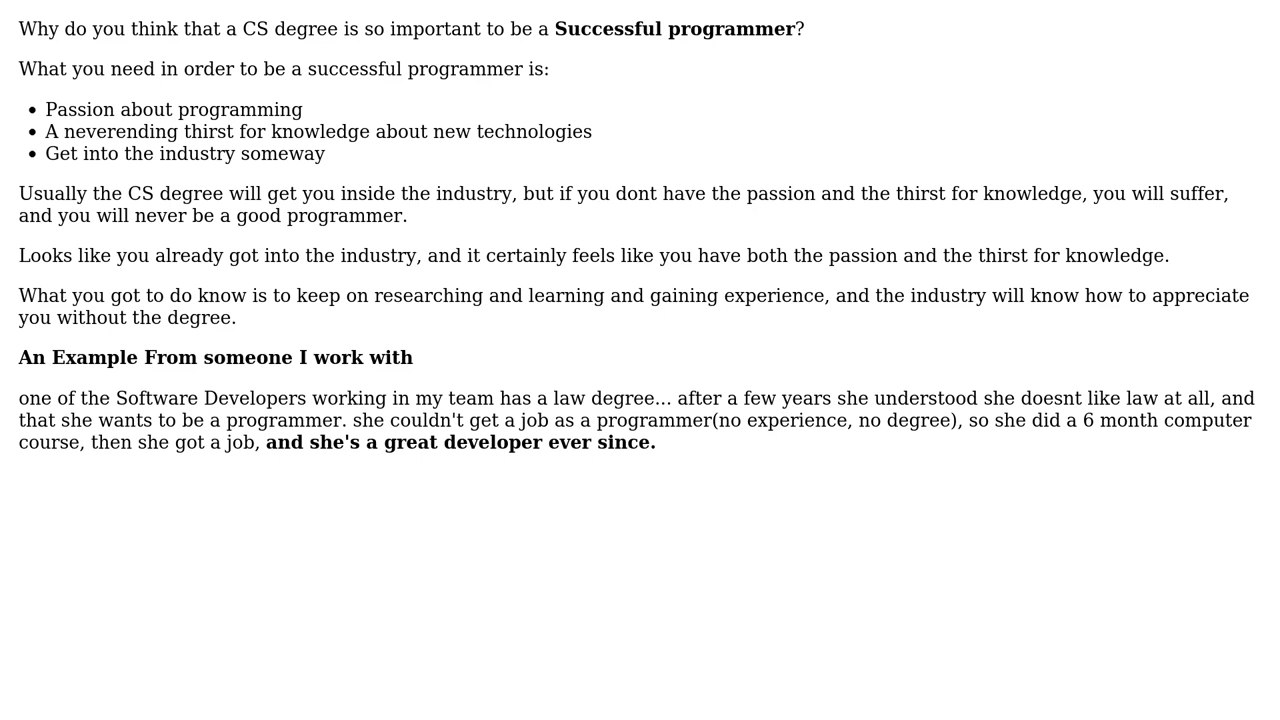 Why do you think that a CS degree is so important to be a Successful programmer?
What you need in order to be a successful programmer is:
• Passion about programming
• A neverending thirst for knowledge about new technologies
• Get into the industry someway
Usually the CS degree will get you inside the industry, but if you dont have the passion and the thirst for knowledge, you will suffer,
and you will never be a good programmer.
Looks like you already got into the industry, and it certainly feels like you have both the passion and the thirst for knowledge.
What you got to do know is to keep on researching and learning and gaining experience, and the industry will know how to appreciate
you without the degree.
An Example From someone I work with
one of the Software Developers working in my team has a law degree... after a few years she understood she doesnt like law at all, and
that she wants to be a programmer. she couldn't get a job as a programmer(no experience, no degree), so she did a 6 month computer
course, then she got a job, and she's a great developer ever since.